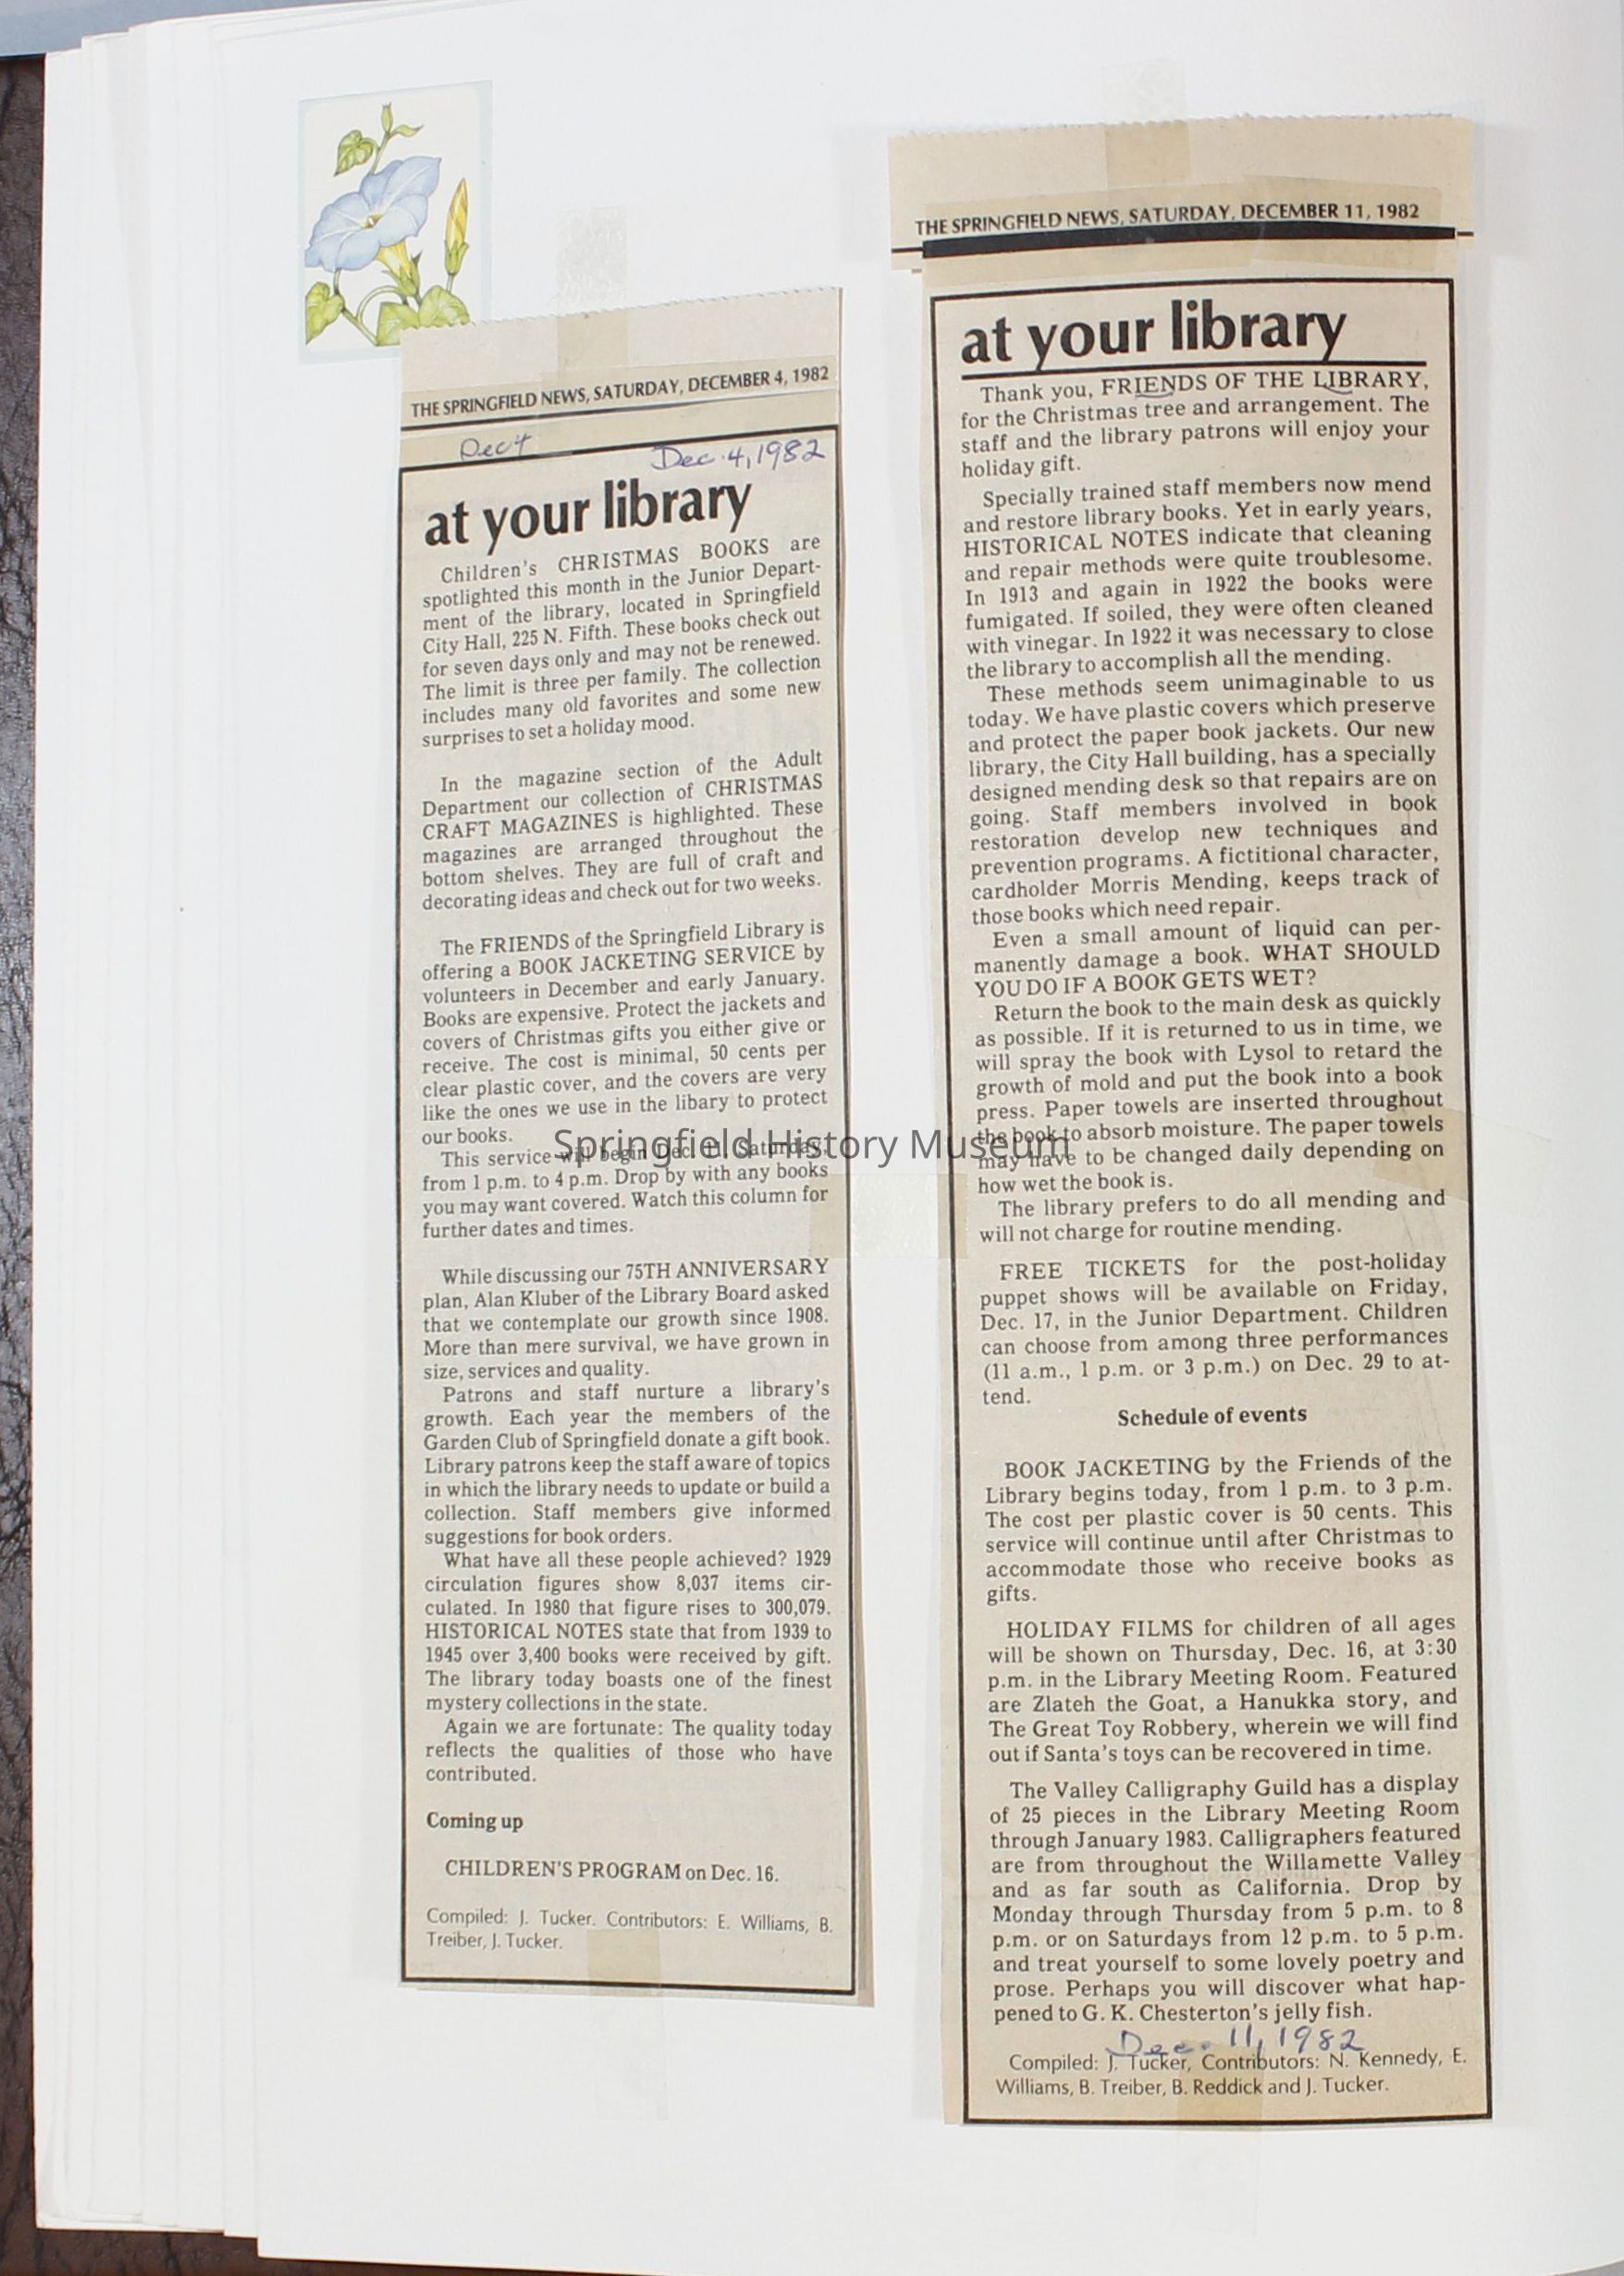 THE SPRINGFIELD NEWS, SATURDAY, DECEMBER 4, 1982
Dec 4
Dec. 4, 1982
at your library
Children's CHRISTMAS BOOKS are
spotlighted this month in the Junior Depart-
ment of the library, located in Springfield
City Hall, 225 N. Fifth. These books check out
for seven days only and may not be renewed.
The limit is three per family. The collection
includes many old favorites and some new
surprises to set a holiday mood.
In the magazine section of the Adult
Department our collection of CHRISTMAS
CRAFT MAGAZINES is highlighted. These
magazines are arranged throughout the
bottom shelves. They are full of craft and
decorating ideas and check out for two weeks.
The FRIENDS of the Springfield Library is
offering a BOOK JACKETING SERVICE by
volunteers in December and early January.
Books are expensive. Protect the jackets and
covers of Christmas gifts you either give or
receive. The cost is minimal, 50 cents per
clear plastic cover, and the covers are very
like the ones we use in the libary to protect
our books.
This service will begin Dec. 11, Saturday,
from 1 p.m. to 4 p.m. Drop by with any books
you may want covered. Watch this column for
further dates and times.
While discussing our 75TH ANNIVERSARY
plan, Alan Kluber of the Library Board asked
that we contemplate our growth since 1908.
More than mere survival, we have grown in
size, services and quality.
Patrons and staff nurture a library's
growth. Each year the members of the
Garden Club of Springfield donate a gift book.
Library patrons keep the staff aware of topics
in which the library needs to update or build a
collection. Staff members give informed
suggestions for book orders.
What have all these people achieved? 1929
circulation figures show 8,037 items cir-
culated. In 1980 that figure rises to 300,079.
HISTORICAL NOTES state that from 1939 to
1945 over 3,400 books were received by gift.
The library today boasts one of the finest
mystery collections in the state.
Again we are fortunate: The quality today
reflects the qualities of those who have
contributed.
Coming up
CHILDREN'S PROGRAM on Dec. 16.
Compiled: J. Tucker. Contributors: E. Williams, B.
Treiber, J. Tucker.
THE SPRINGFIELD NEWS, SATURDAY, DECEMBER 11, 1982
at your library
Thank you, FRIENDS OF THE LIBRARY,
for the Christmas tree and arrangement. The
staff and the library patrons will enjoy your
holiday gift.
Specially trained staff members now mend
and restore library books. Yet in early years,
HISTORICAL NOTES indicate that cleaning
and repair methods were quite troublesome.
In 1913 and again in 1922 the books were
fumigated. If soiled, they were often cleaned
with vinegar. In 1922 it was necessary to close
the library to accomplish all the mending.
These methods seem unimaginable to us
today. We have plastic covers which preserve
and protect the paper book jackets. Our new
library, the City Hall building, has a specially
designed mending desk so that repairs are on
going. Staff members involved in book
restoration develop new techniques and
prevention programs. A fictitional character,
cardholder Morris Mending, keeps track of
those books which need repair.
Even a small amount of liquid can per-
manently damage a book. WHAT SHOULD
YOU DO IF A BOOK GETS WET?
Return the book to the main desk as quickly
as possible. If it is returned to us in time, we
will spray the book with Lysol to retard the
growth of mold and put the book into a book
press. Paper towels are inserted throughout
the book to absorb moisture. The paper towels
may have to be changed daily depending on
how wet the book is.
The library prefers to do all mending and
will not charge for routine mending.
FREE TICKETS for the post-holiday
puppet shows will be available on Friday,
Dec. 17, in the Junior Department. Children
can choose from among three performances
(11 a.m., 1 p.m. or 3 p.m.) on Dec. 29 to at-
tend.
Schedule of events
BOOK JACKETING by the Friends of the
Library begins today, from 1 p.m. to 3 p.m.
The cost per plastic cover is 50 cents. This
service will continue until after Christmas to
accommodate those who receive books as
gifts.
HOLIDAY FILMS for children of all ages
will be shown on Thursday, Dec. 16, at 3:30
p.m. in the Library Meeting Room. Featured
are Zlateh the Goat, a Hanukka story, and
The Great Toy Robbery, wherein we will find
out if Santa's toys can be recovered in time.
The Valley Calligraphy Guild has a display
of 25 pieces in the Library Meeting Room
through January 1983. Calligraphers featured
are from throughout the Willamette Valley
and as far south as California. Drop by
Monday through Thursday from 5 p.m. to 8
p.m. or on Saturdays from 12 p.m. to 5 p.m.
and treat yourself to some lovely poetry and
prose. Perhaps you will discover what hap-
pened to G. K. Chesterton's jelly fish.
Dec. 11, 1982
Compiled: J. Tucker, Contributors: N. Kennedy, E.
Williams, B. Treiber, B. Reddick and J. Tucker.
Springfield History Museum